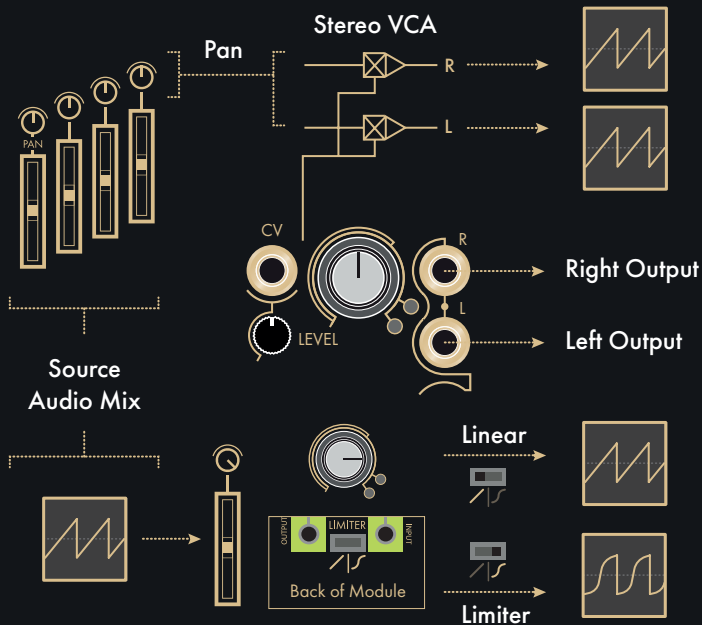 Stereo VCA
Pan
R
PAN
L
CV
R
Right Output
L
LEVEL
Left Output
Source
Audio Mix
Linear
OUTPUT
LIMITER
INPUT
Back of Module
Limiter